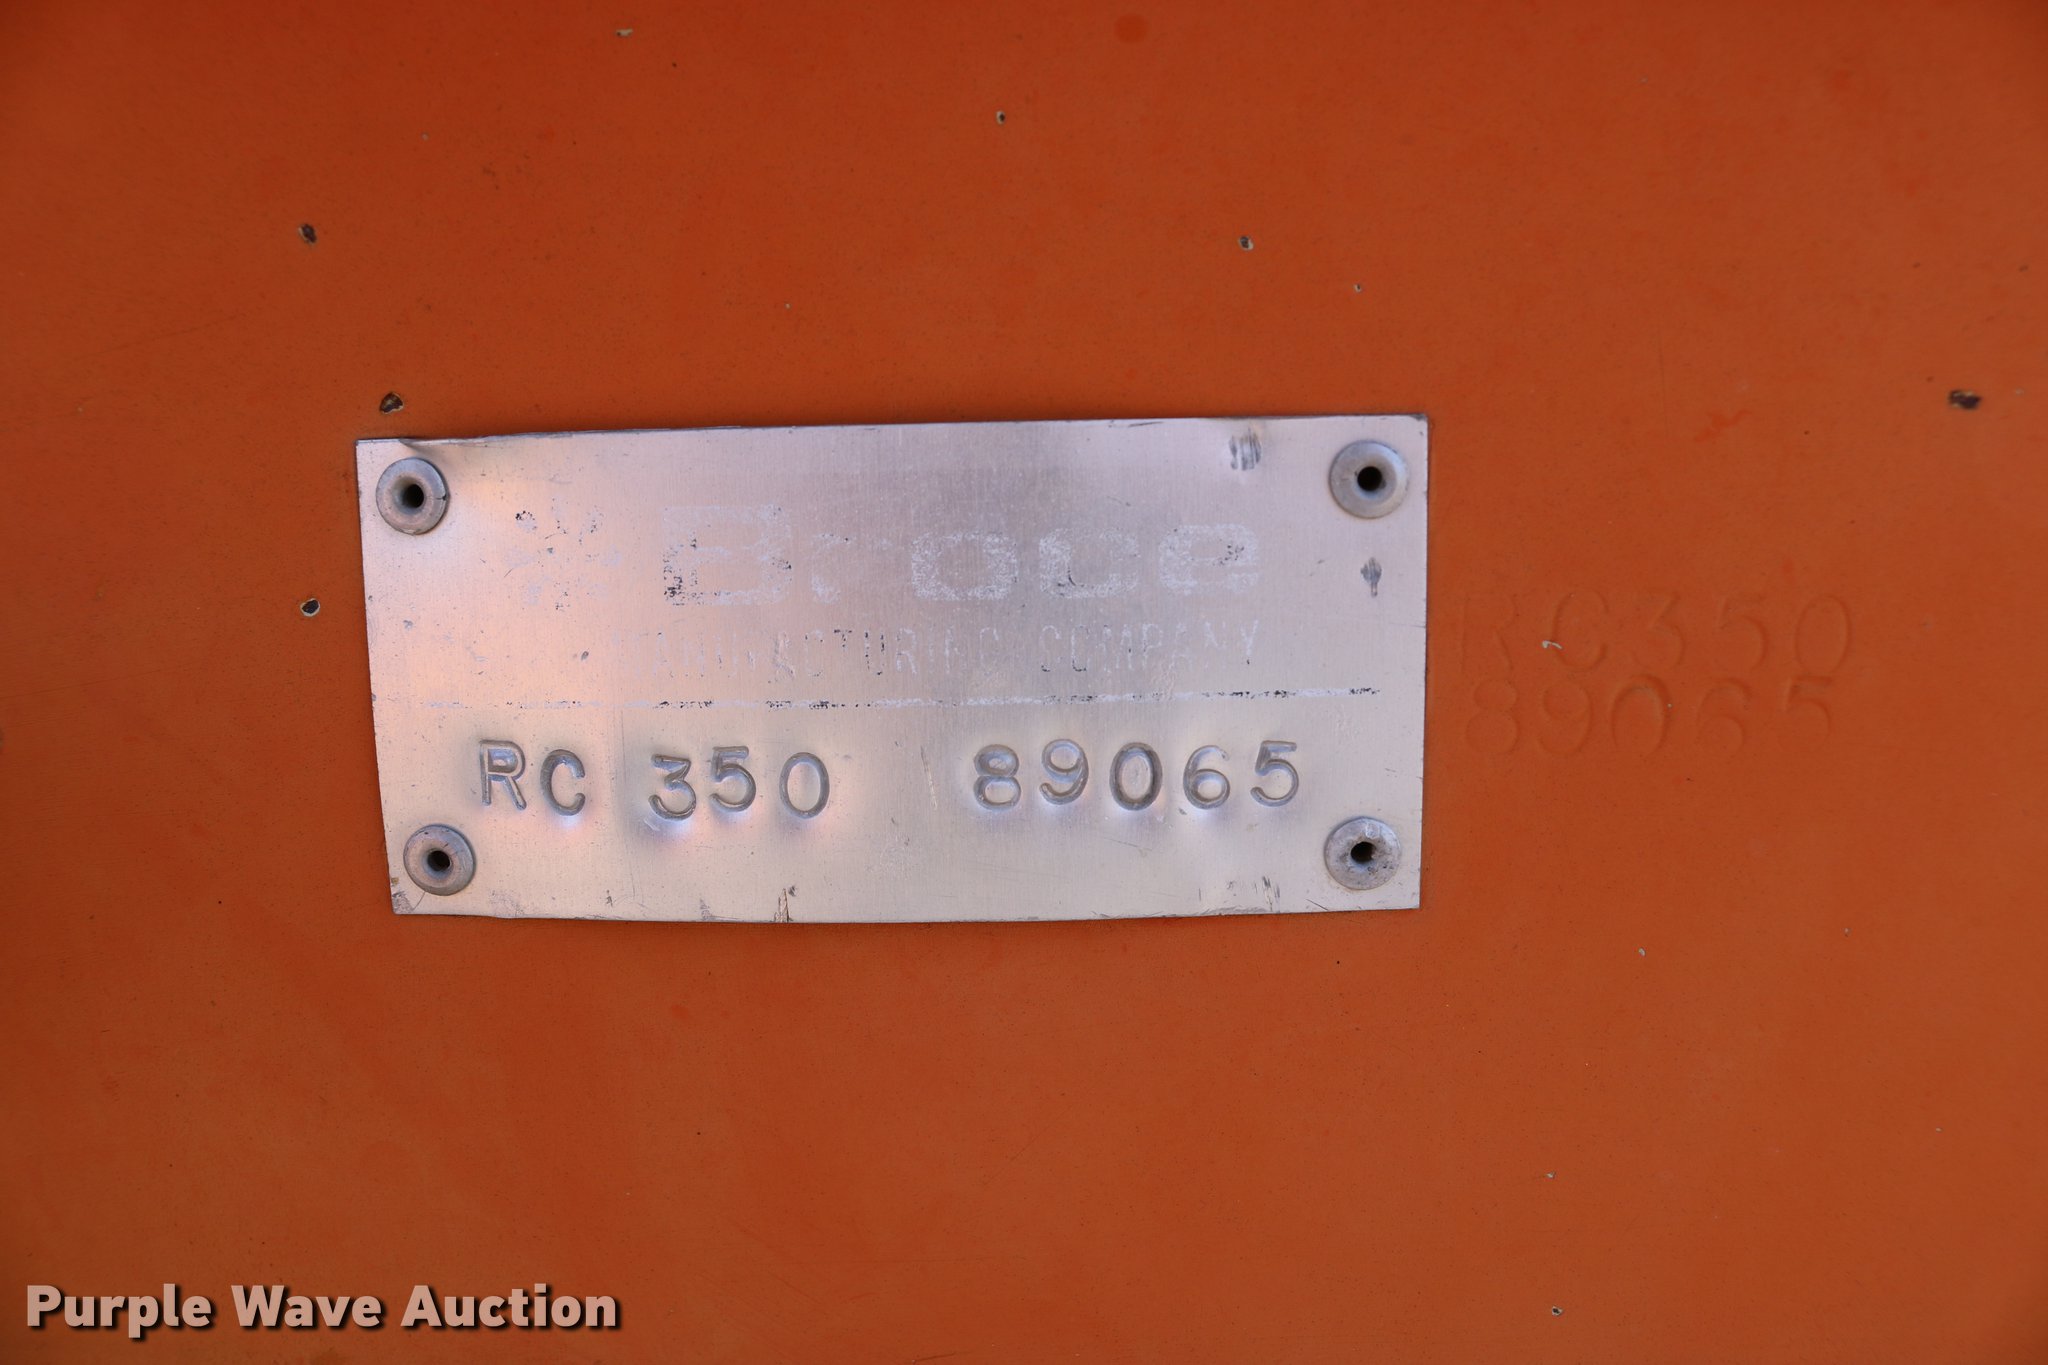 Broce
MANUFACTURING COMPANY
RC 350 89065
RC350
89065
Purple Wave Auction